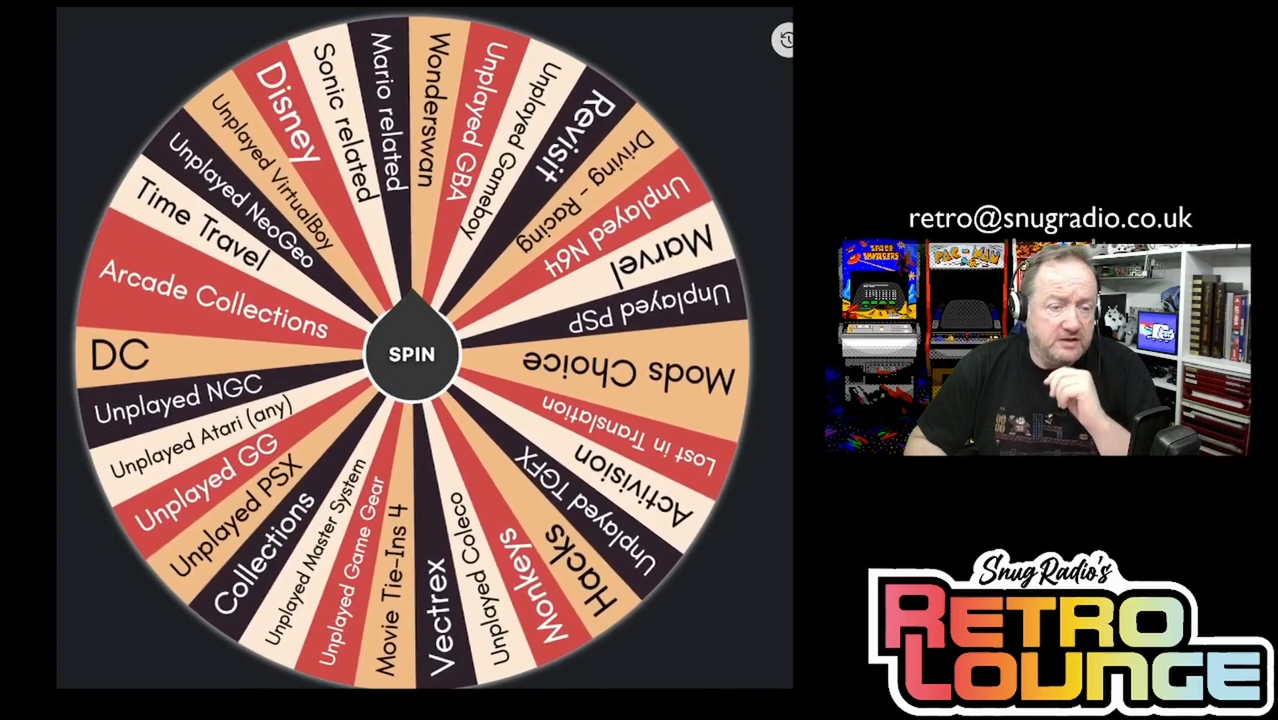 Wonderswan
Unplayed GBA
Unplayed Gameboy
Revisit
Driving - Racing
Unplayed N64
Marvel
Unplayed PSP
Mods Choice
Lost in Translation
Activision
Unplayed TGFX
Hacks
Monkeys
Unplayed Coleco
Vectrex
Movie Tie-Ins 4
Unplayed Game Gear
Unplayed Master System
Collections
Unplayed PSX
Unplayed GG
Unplayed Atari (any)
Unplayed NGC
DC
Arcade Collections
Time Travel
Unplayed NeoGeo
Unplayed VirtualBoy
Disney
Sonic related
Mario related
SPIN
retro@snugradio.co.uk
SPACE
INVADERS
PAC-MAN
Snug Radio's
RETRO
LOUNGE